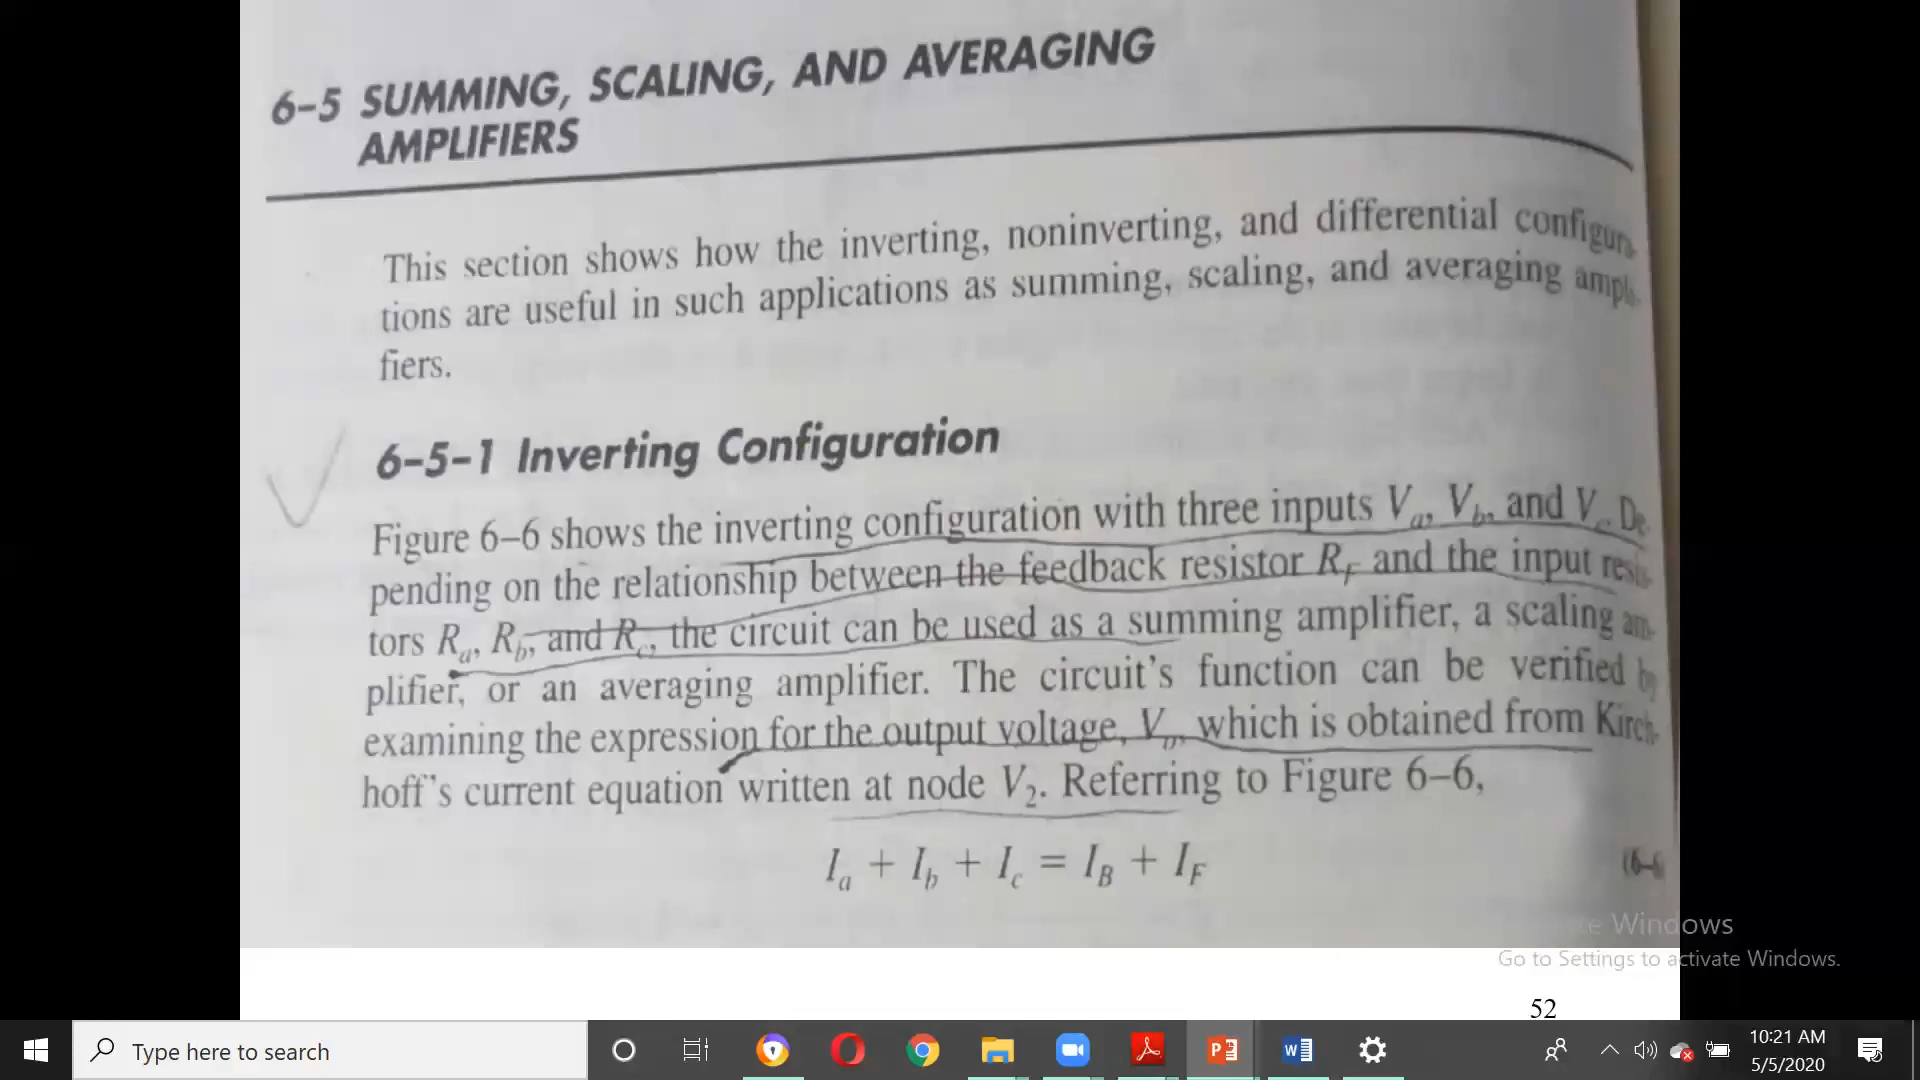 6–5 SUMMING, SCALING, AND AVERAGING
AMPLIFIERS
This section shows how the inverting, noninverting, and differential
tions are useful in such applications as summing, scaling, and averaging
fiers.
6–5–1 Inverting Configuration
Figure 6–6 shows the inverting configuration with three inputs Va, Vb, and V De-
pending on the relationship between the feedback resistor RF and the input
tors Ra, Rb, and Rc, the circuit can be used as a summing amplifier, a scaling am-
plifier, or an averaging amplifier. The circuit's function can be verified by
examining the expression for the output voltage, Vo, which is obtained from Kirch-
hoff's current equation written at node V2. Referring to Figure 6–6,
Ia + Ib + Ic = IB + IF
Windows
Go to Settings to activate Windows.
52
Type here to search
10:21 AM
5/5/2020